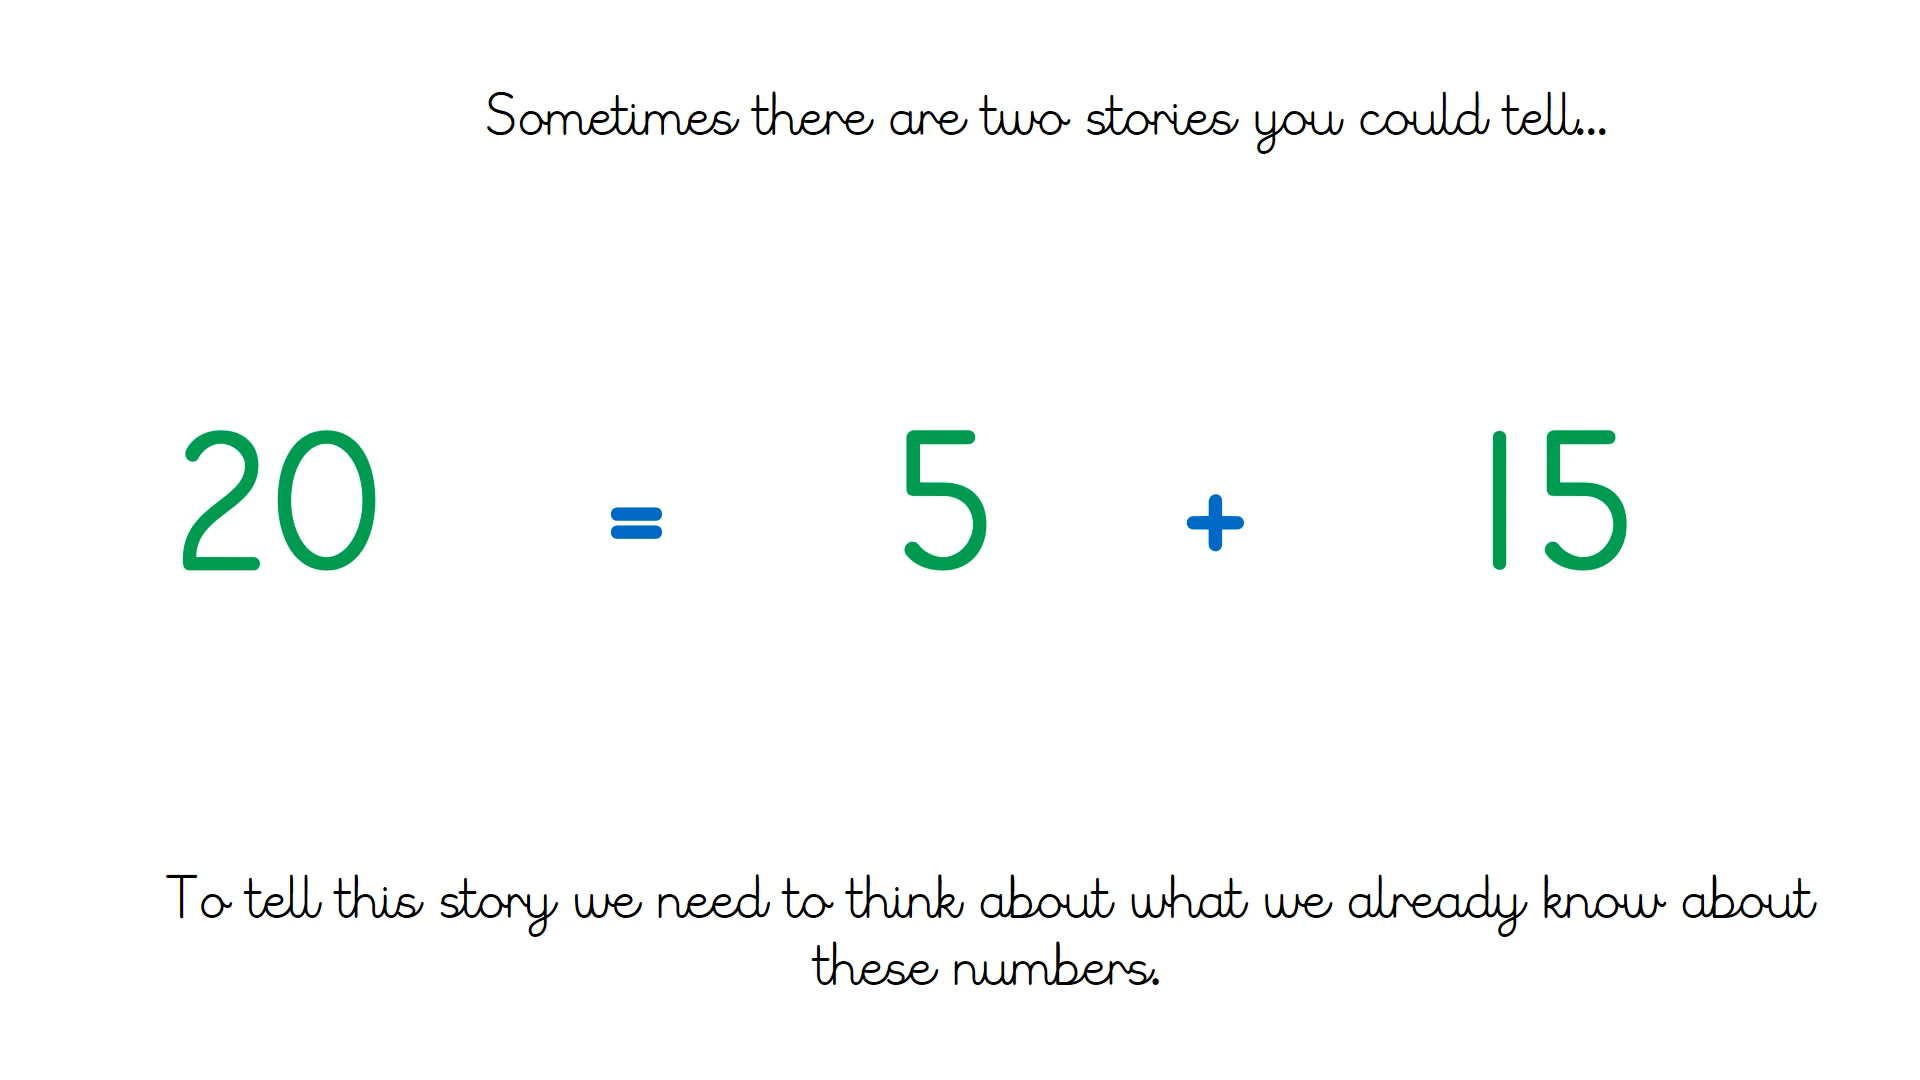 Sometimes there are two stories you could tell...
20 = 5 + 15
To tell this story we need to think about what we already know about
these numbers.